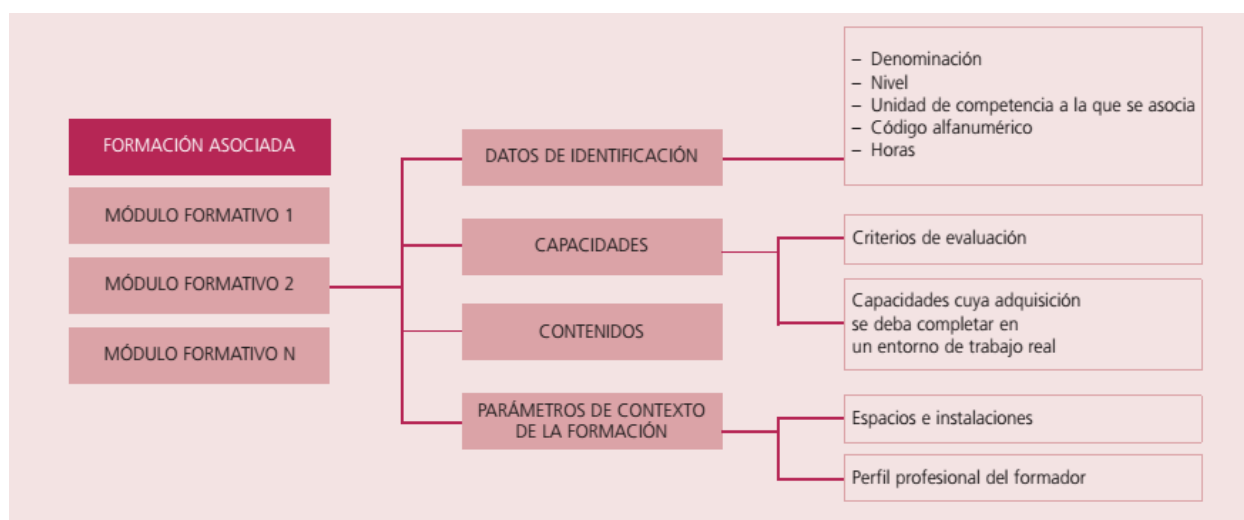 FORMACIÓN ASOCIADA
MÓDULO FORMATIVO 1
MÓDULO FORMATIVO 2
MÓDULO FORMATIVO N
DATOS DE IDENTIFICACIÓN
CAPACIDADES
CONTENIDOS
PARÁMETROS DE CONTEXTO
DE LA FORMACIÓN
– Denominación
– Nivel
– Unidad de competencia a la que se asocia
– Código alfanumérico
– Horas
Criterios de evaluación
Capacidades cuya adquisición
se deba completar en
un entorno de trabajo real
Espacios e instalaciones
Perfil profesional del formador